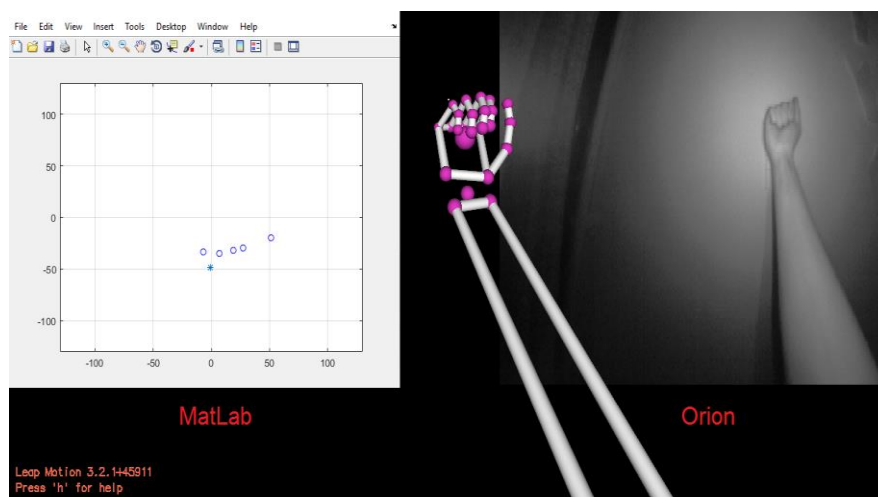 File Edit View Insert Tools Desktop Window Help
100
50
0
-50
-100
-100 -50 0 50 100
MatLab
Orion
Leap Motion 3.2.1+45911
Press 'h' for help